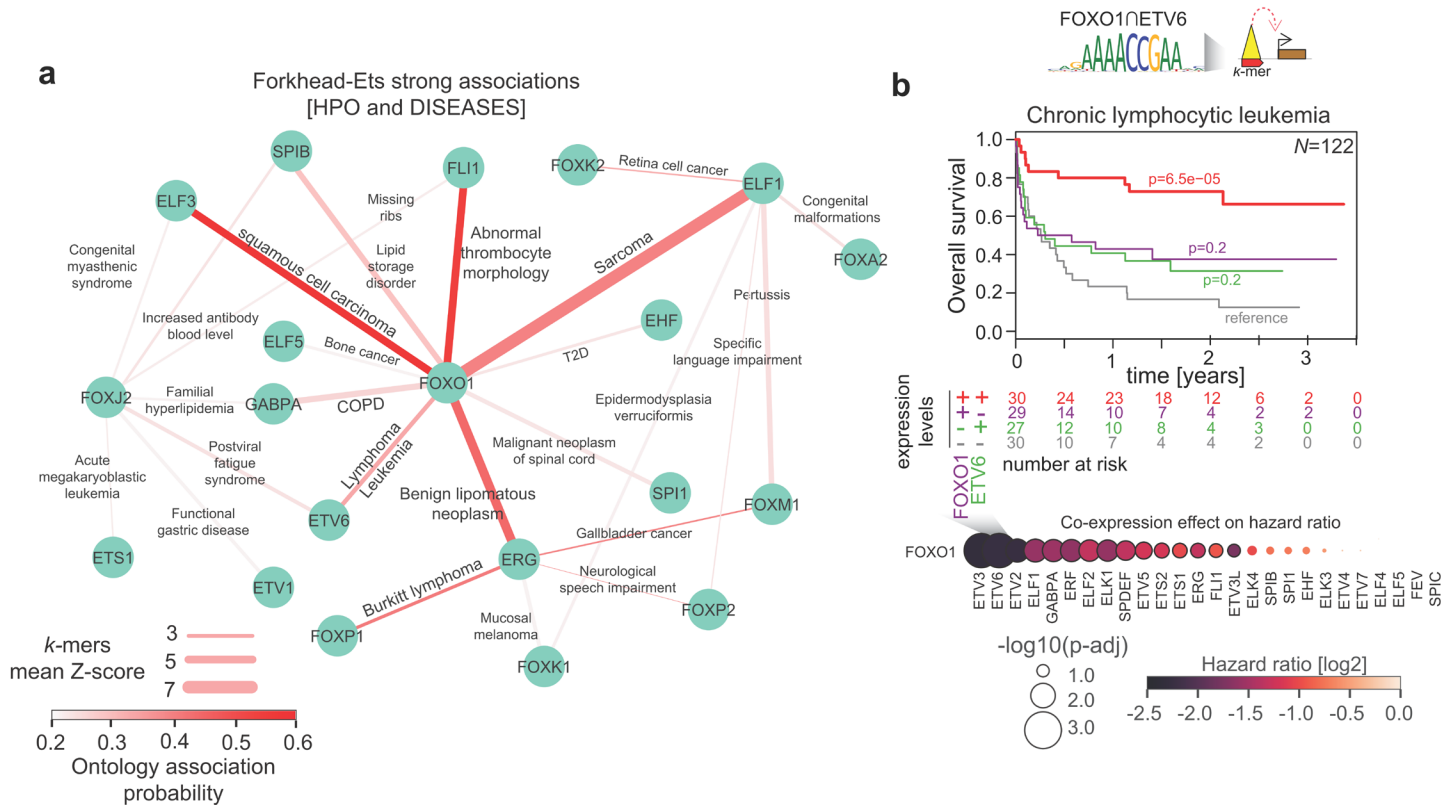 a
Forkhead-Ets strong associations
[HPO and DISEASES]
SPIB
FLI1
FOXK2
Retina cell cancer
ELF1
ELF3
Missing
ribs
Congenital
malformations
squamous cell carcinoma
Lipid
storage
disorder
Abnormal
thrombocyte
morphology
Sarcoma
FOXA2
Congenital
myasthenic
syndrome
Pertussis
Increased antibody
blood level
ELF5
Bone cancer
EHF
T2D
Specific
language impairment
FOXO1
FOXJ2
Familial
hyperlipidemia
GABPA
COPD
Epidermodysplasia
verruciformis
Lymphoma
Leukemia
Malignant neoplasm
of spinal cord
Postviral
fatigue
syndrome
Acute
megakaryoblastic
leukemia
Benign lipomatous
neoplasm
SPI1
FOXM1
Functional
gastric disease
ETV6
Gallbladder cancer
ETS1
ERG
ETV1
Burkitt lymphoma
Neurological
speech impairment
FOXP2
FOXP1
Mucosal
melanoma
FOXK1
k-mers
mean Z-score
3
5
7
0.2 0.3 0.4 0.5 0.6
Ontology association
probability
b
FOXO1∩ETV6
AAAACCGAA
k-mer
Chronic lymphocytic leukemia
N=122
Overall survival
1.0
0.8
0.6
0.4
0.2
0.0
p=6.5e−05
p=0.2
p=0.2
reference
0 1 2 3
time [years]
expression
levels
+ + 30 24 23 18 12 6 2 0
+ - 29 14 10 7 4 2 2 0
- + 27 12 10 8 4 3 0 0
- - 30 10 7 4 4 2 0 0
FOXO1
ETV6
number at risk
Co-expression effect on hazard ratio
FOXO1
ETV3
ETV6
ETV2
ELF1
GABPA
ERF
ELF2
ELK1
SPDEF
ETV5
ETS2
ETS1
ERG
FLI1
ETV3L
ELK4
SPIB
SPI1
EHF
ELK3
ETV4
ETV7
ELF4
ELF5
FEV
SPIC
-log10(p-adj)
1.0
2.0
3.0
Hazard ratio [log2]
-2.5 -2.0 -1.5 -1.0 -0.5 0.0